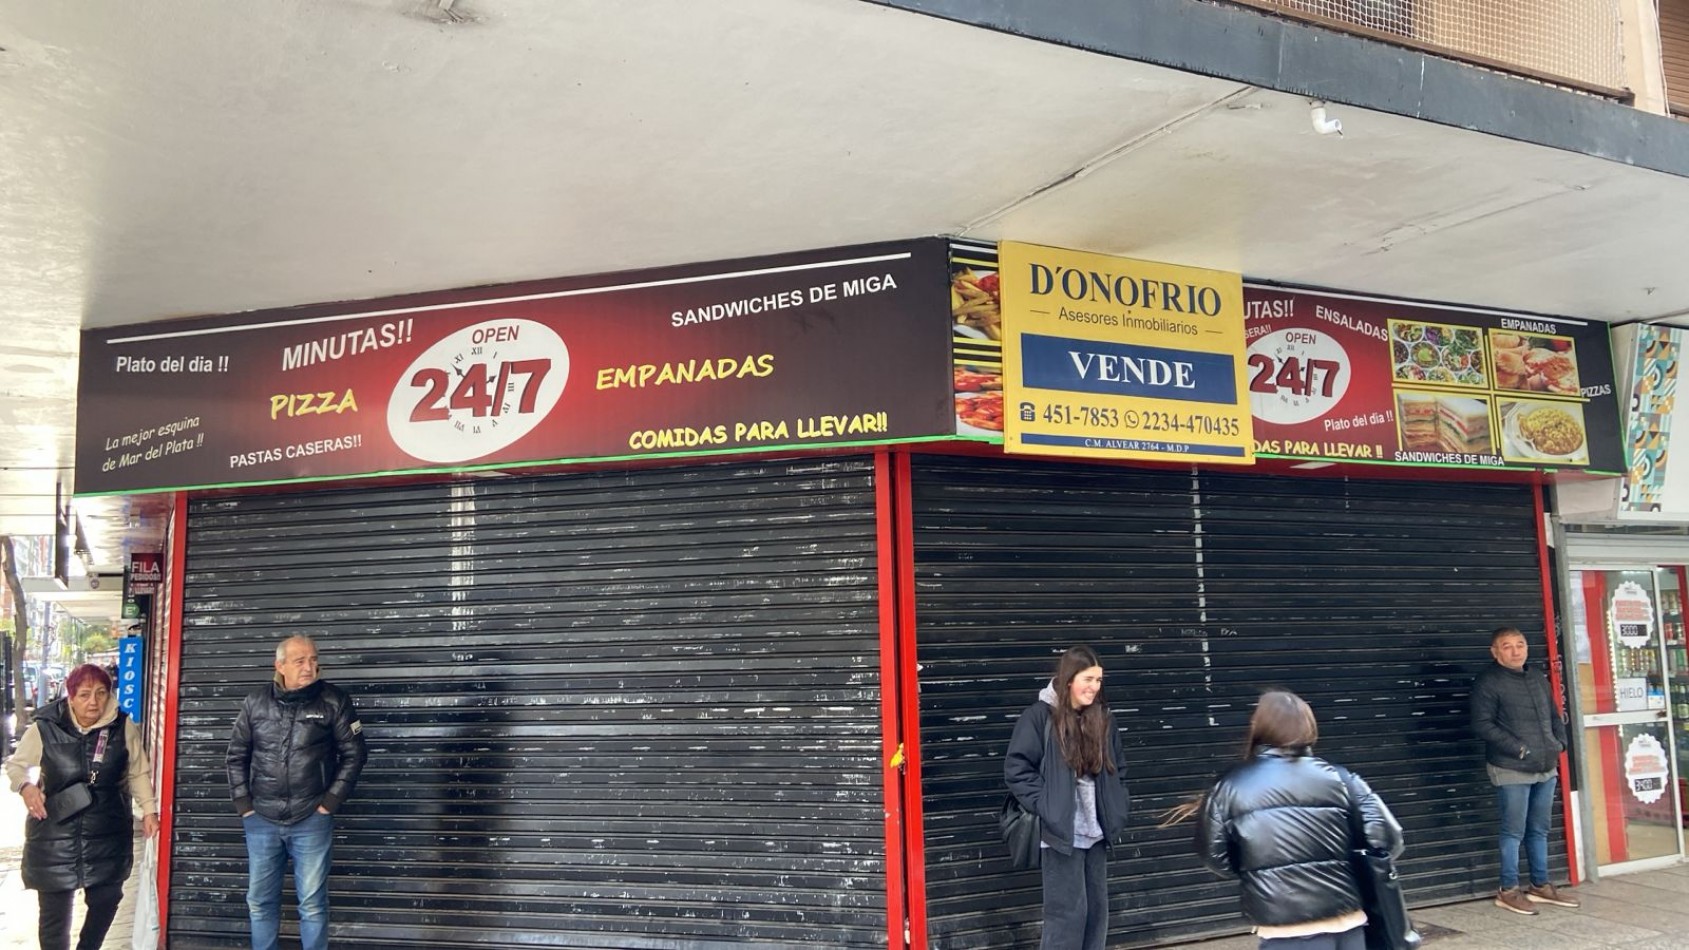 Plato del dia !!
MINUTAS!!
PIZZA
La mejor esquina
de Mar del Plata !!
PASTAS CASERAS!!
OPEN
24/7
SANDWICHES DE MIGA
EMPANADAS
COMIDAS PARA LLEVAR!!
D'ONOFRIO
Asesores Inmobiliarios
VENDE
451-7853 2234-470435
C.M. ALVEAR 2764 - M.D.P
UTAS!!
SERA!!
ENSALADAS
OPEN
24/7
EMPANADAS
PIZZAS
Plato del dia !!
DAS PARA LLEVAR !!
SANDWICHES DE MIGA
FILA
PEDIDOS
E'
KIOSC
HIELO